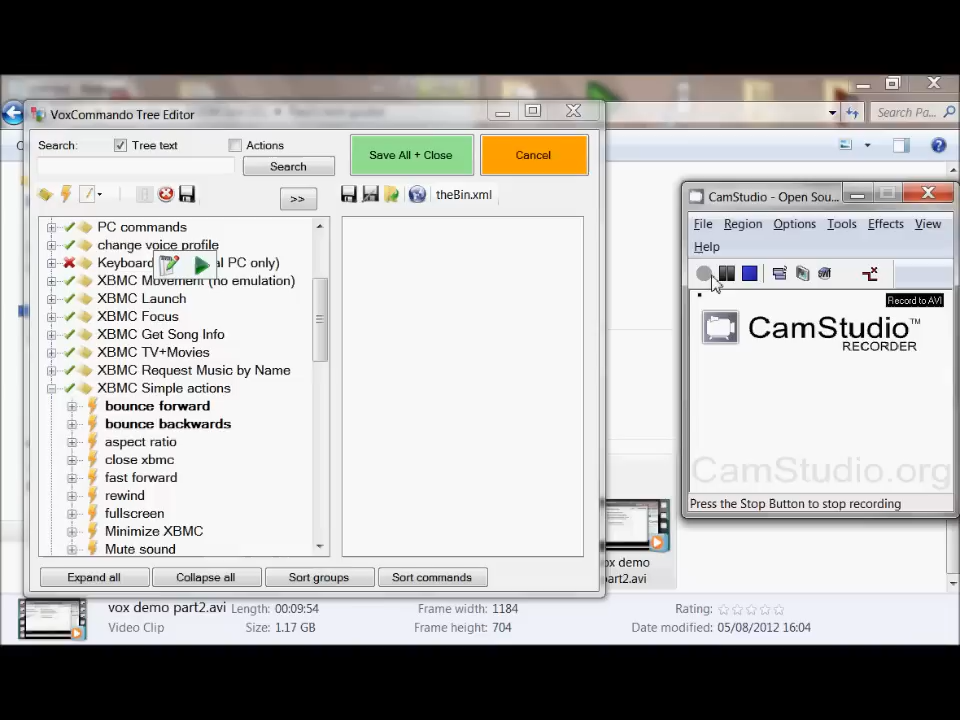 VoxCommando Tree Editor
Search:
Tree text
Actions
Search
Save All + Close
Cancel
>>
theBin.xml
PC commands
change voice profile
Keyboard
al PC only)
XBMC Movement (no emulation)
XBMC Launch
XBMC Focus
XBMC Get Song Info
XBMC TV+Movies
XBMC Request Music by Name
XBMC Simple actions
bounce forward
bounce backwards
aspect ratio
close xbmc
fast forward
rewind
fullscreen
Minimize XBMC
Mute sound
Expand all
Collapse all
Sort groups
Sort commands
Search Pa...
CamStudio - Open Sou...
File
Region
Options
Tools
Effects
View
Help
Record to AVI
CamStudio™
RECORDER
CamStudio.org
Press the Stop Button to stop recording
ox demo
art2.avi
vox demo part2.avi
Length: 00:09:54
Frame width: 1184
Rating:
Video Clip
Size: 1.17 GB
Frame height: 704
Date modified: 05/08/2012 16:04